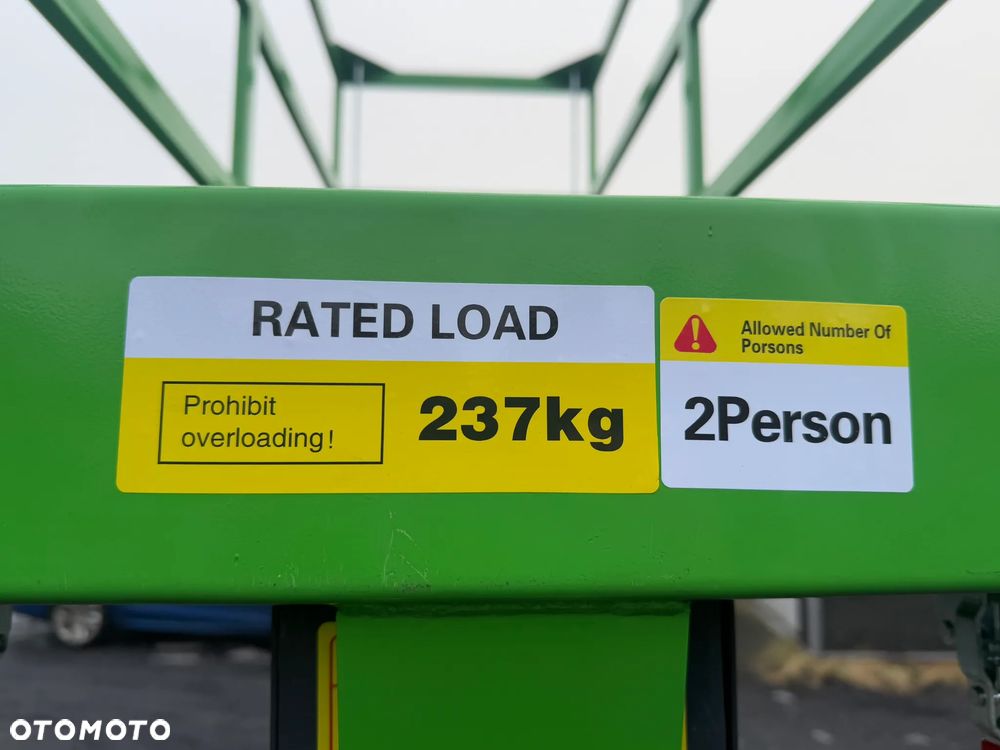 RATED LOAD
Prohibit
overloading!
237kg
Allowed Number Of
Porsons
2Person
OTOMOTO